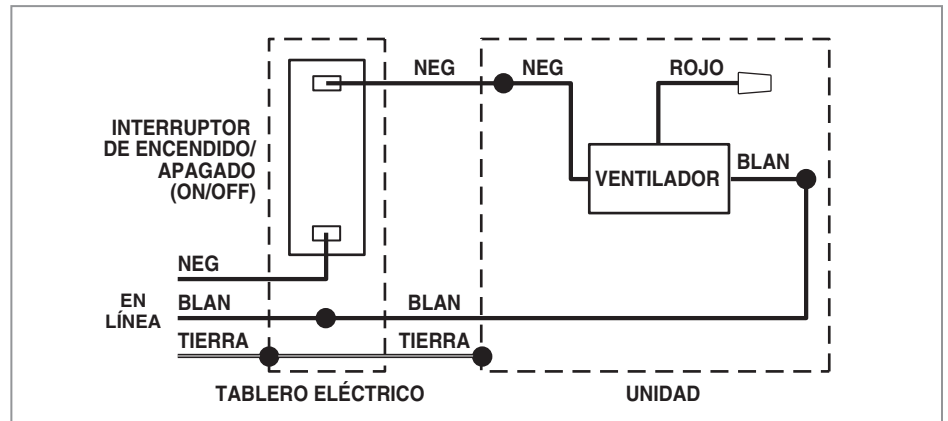 NEG
NEG
ROJO
INTERRUPTOR
DE ENCENDIDO/
APAGADO
(ON/OFF)
VENTILADOR
BLAN
NEG
EN
LÍNEA
BLAN
BLAN
TIERRA
TIERRA
TABLERO ELÉCTRICO
UNIDAD